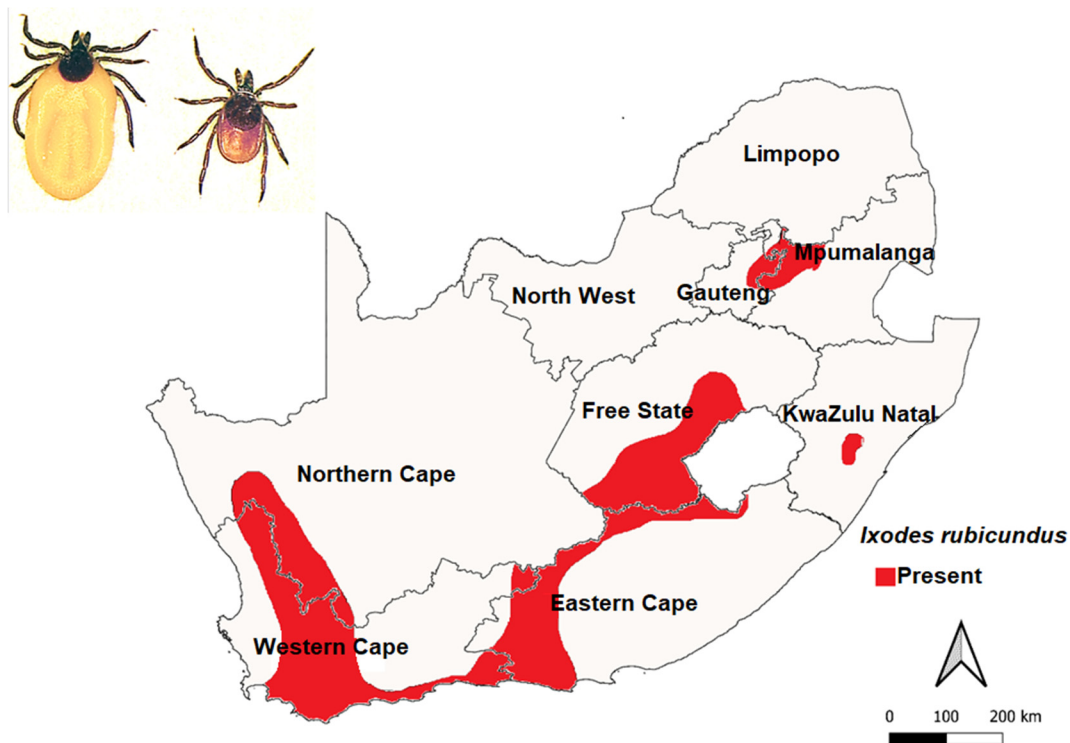 Limpopo
Mpumalanga
Gauteng
North West
Free State
KwaZulu Natal
Northern Cape
Ixodes rubicundus
Present
Eastern Cape
Western Cape
0 100 200 km